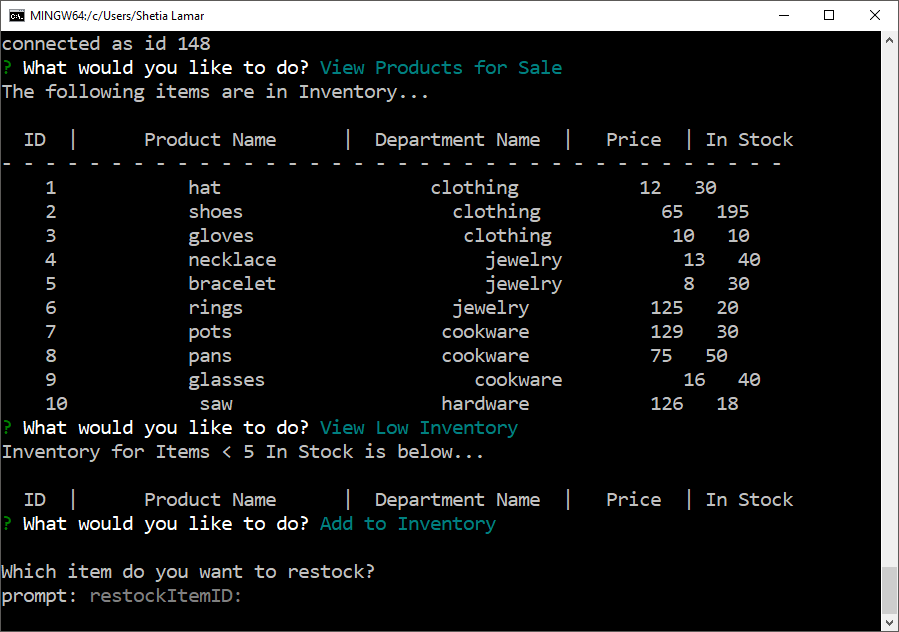 MINGW64:/c/Users/Shetia Lamar
connected as id 148
? What would you like to do? View Products for Sale
The following items are in Inventory...
ID | Product Name | Department Name | Price | In Stock
- - - - - - - - - - - - - - - - - - - - - - - - - - - - - - - - - - - -
1 hat clothing 12 30
2 shoes clothing 65 195
3 gloves clothing 10 10
4 necklace jewelry 13 40
5 bracelet jewelry 8 30
6 rings jewelry 125 20
7 pots cookware 129 30
8 pans cookware 75 50
9 glasses cookware 16 40
10 saw hardware 126 18
? What would you like to do? View Low Inventory
Inventory for Items < 5 In Stock is below...
ID | Product Name | Department Name | Price | In Stock
? What would you like to do? Add to Inventory
Which item do you want to restock?
prompt: restockItemID: